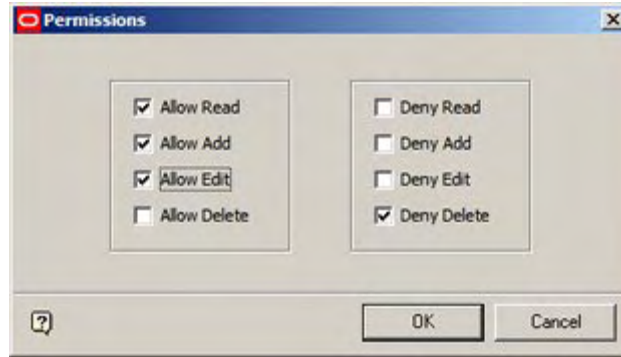 Permissions
Allow Read
Allow Add
Allow Edit
Allow Delete
Deny Read
Deny Add
Deny Edit
Deny Delete
?
OK
Cancel